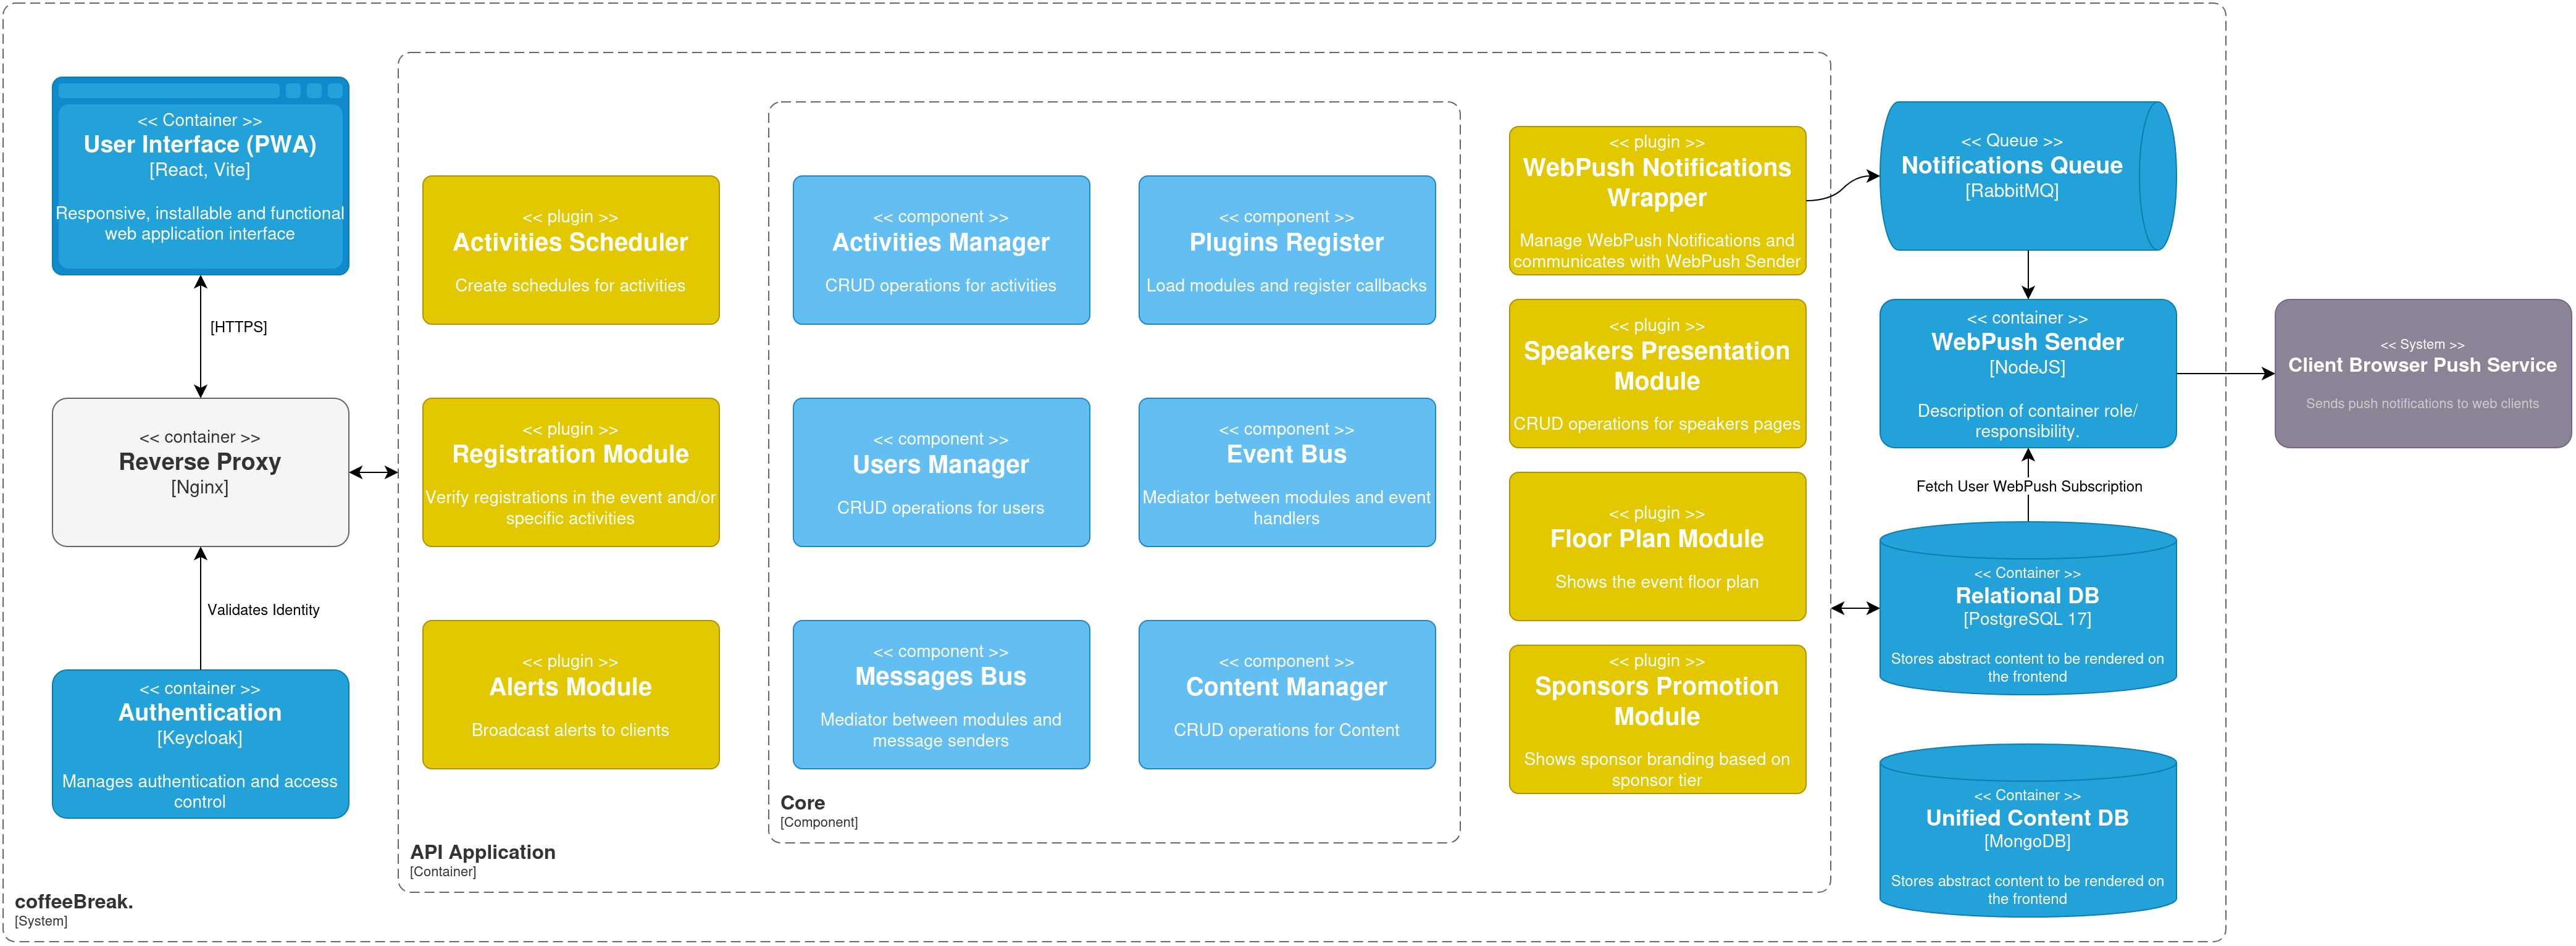 << Container >>
User Interface (PWA)
[React, Vite]
Responsive, installable and functional
web application interface
[HTTPS]
<< container >>
Reverse Proxy
[Nginx]
Validates Identity
<< container >>
Authentication
[Keycloak]
Manages authentication and access
control
coffeeBreak.
[System]
<< plugin >>
Activities Scheduler
Create schedules for activities
<< plugin >>
Registration Module
Verify registrations in the event and/or
specific activities
<< plugin >>
Alerts Module
Broadcast alerts to clients
API Application
[Container]
<< component >>
Activities Manager
CRUD operations for activities
<< component >>
Users Manager
CRUD operations for users
<< component >>
Messages Bus
Mediator between modules and
message senders
<< component >>
Plugins Register
Load modules and register callbacks
<< component >>
Event Bus
Mediator between modules and event
handlers
<< component >>
Content Manager
CRUD operations for Content
Core
[Component]
<< plugin >>
WebPush Notifications
Wrapper
Manage WebPush Notifications and
communicates with WebPush Sender
<< plugin >>
Speakers Presentation
Module
CRUD operations for speakers pages
<< plugin >>
Floor Plan Module
Shows the event floor plan
<< plugin >>
Sponsors Promotion
Module
Shows sponsor branding based on
sponsor tier
<< Queue >>
Notifications Queue
[RabbitMQ]
<< container >>
WebPush Sender
[NodeJS]
Description of container role/
responsibility.
Fetch User WebPush Subscription
<< Container >>
Relational DB
[PostgreSQL 17]
Stores abstract content to be rendered on
the frontend
<< Container >>
Unified Content DB
[MongoDB]
Stores abstract content to be rendered on
the frontend
<< System >>
Client Browser Push Service
Sends push notifications to web clients